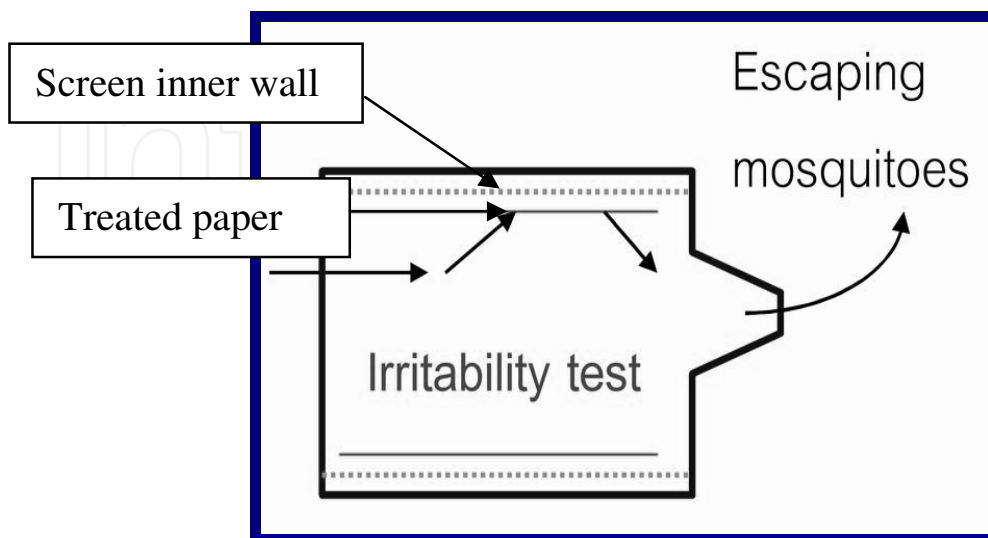 Screen inner wall
Treated paper
Escaping
mosquitoes
Irritability test